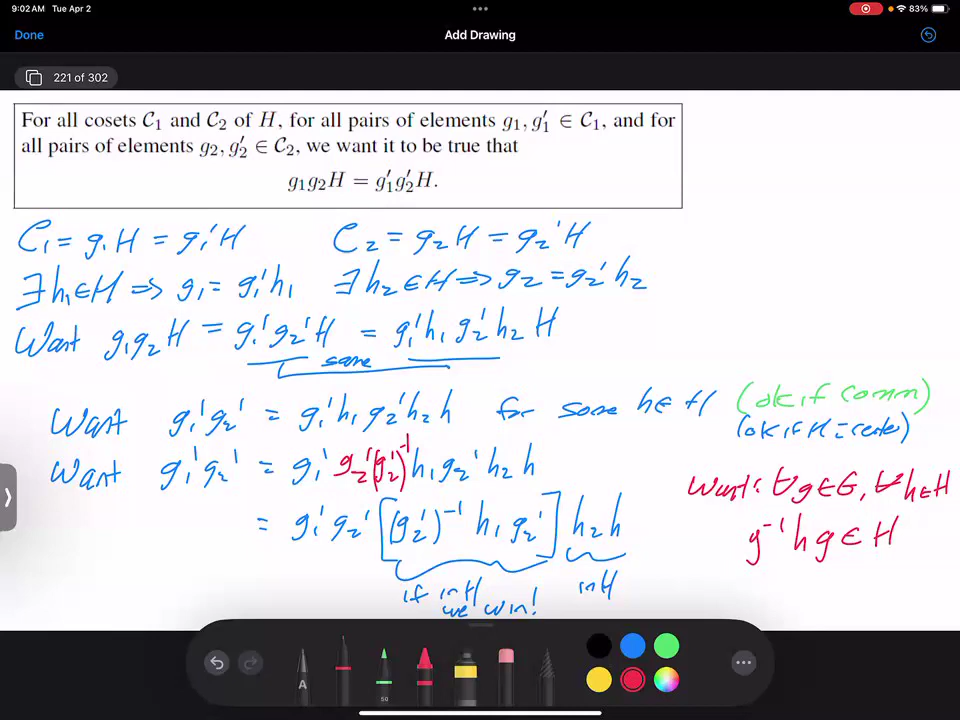 9:02 AM Tue Apr 2
83%
Done
Add Drawing
221 of 302
For all cosets C₁ and C₂ of H, for all pairs of elements g₁, g₁′ ∈ C₁, and for
all pairs of elements g₂, g₂′ ∈ C₂, we want it to be true that
g₁g₂H = g₁′g₂′H.
C₁ = g₁H = g₁′H C₂ = g₂H = g₂′H
∃h₁∈H ⇒ g₁ = g₁′h₁ ∃h₂∈H ⇒ g₂ = g₂′h₂
Want g₁g₂H = g₁′g₂′H = g₁′h₁g₂′h₂H
same
Want g₁′g₂′ = g₁′h₁g₂′h₂h for some h∈H (ok if comm)
(ok if H = center)
Want g₁′g₂′ = g₁′g₂′(g₂′)⁻¹h₁g₂′h₂h
Want: ∀g∈G, ∀h∈H
= g₁′g₂′[(g₂′)⁻¹h₁g₂′]h₂h
g⁻¹hg∈H
if in H in H
we win!
A
50